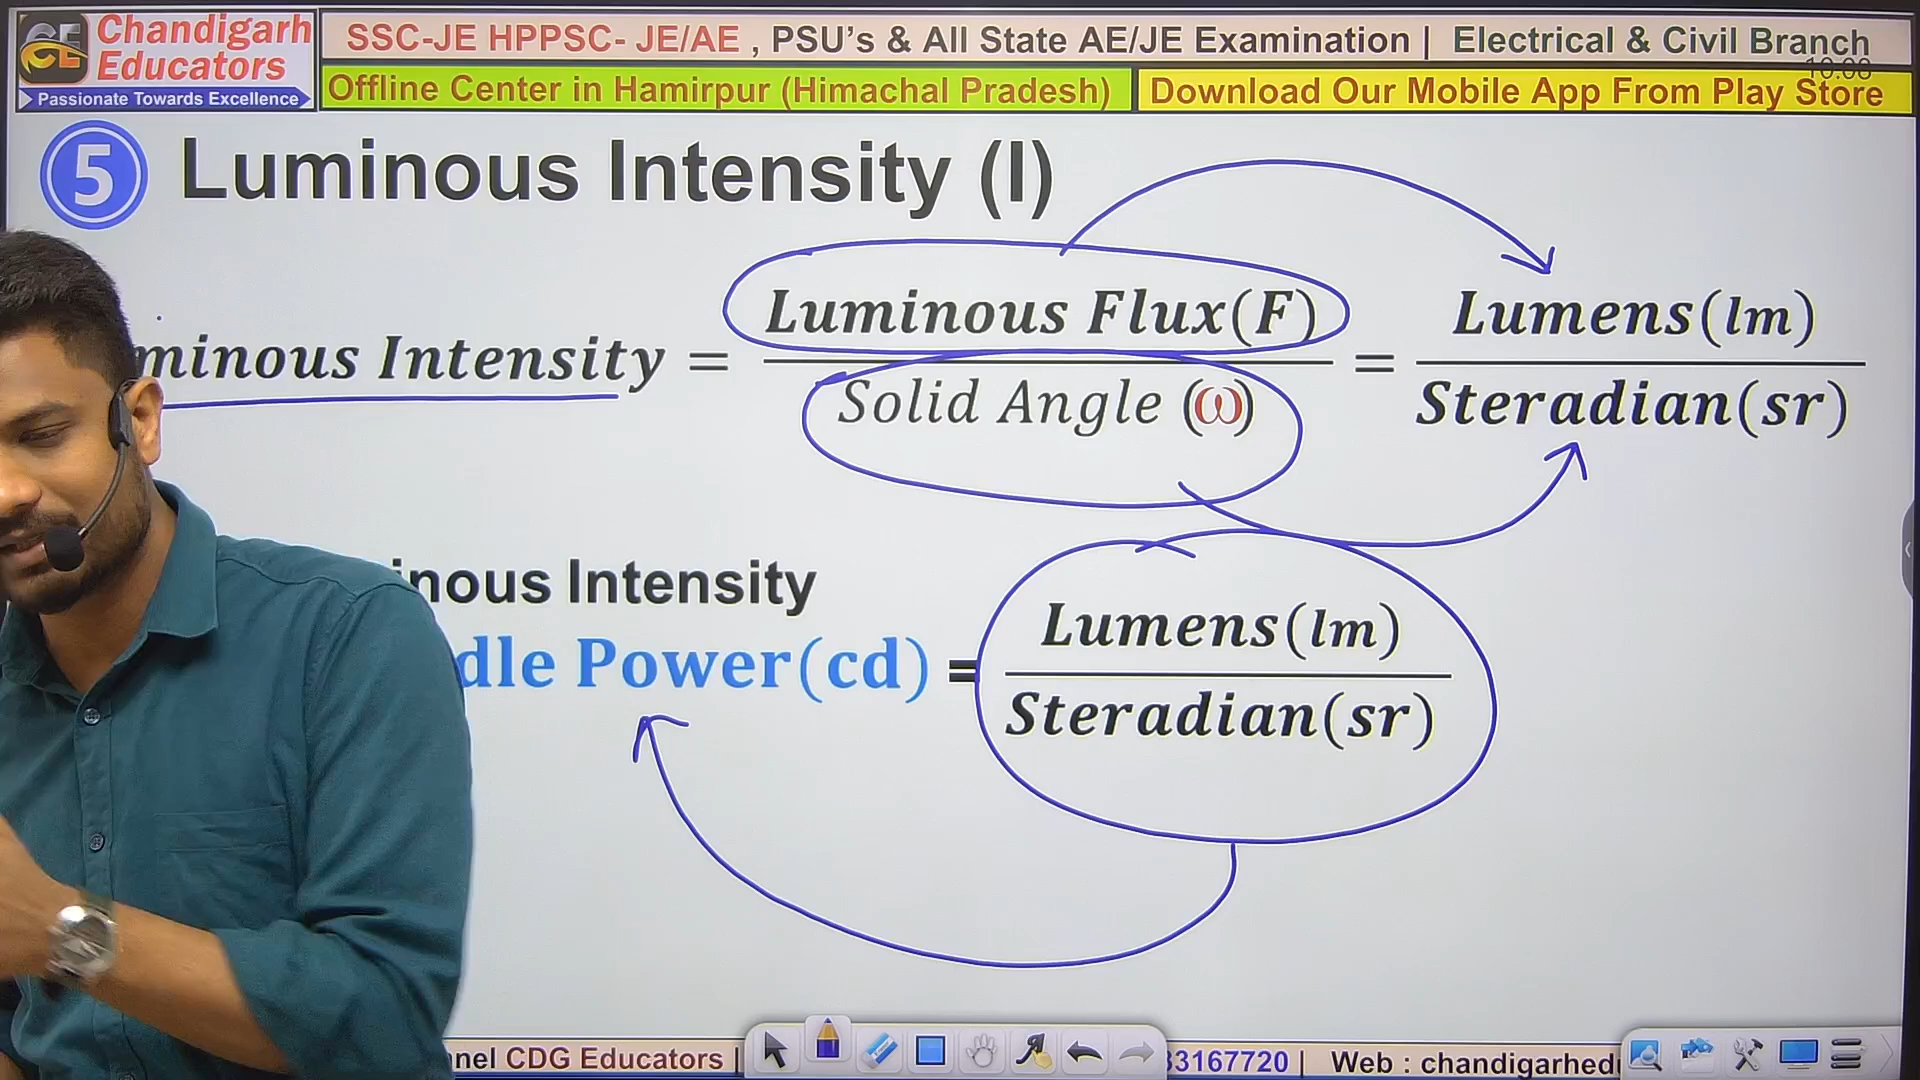 CE Chandigarh
Educators
Passionate Towards Excellence
SSC-JE HPPSC- JE/AE , PSU’s & All State AE/JE Examination | Electrical & Civil Branch
Offline Center in Hamirpur (Himachal Pradesh)
Download Our Mobile App From Play Store
5 Luminous Intensity (I)
minous Intensity = Luminous Flux(F) / Solid Angle (ω) = Lumens(lm) / Steradian(sr)
nous Intensity
dle Power(cd) = Lumens(lm) / Steradian(sr)
nel CDG Educators |
33167720 | Web : chandigarhed